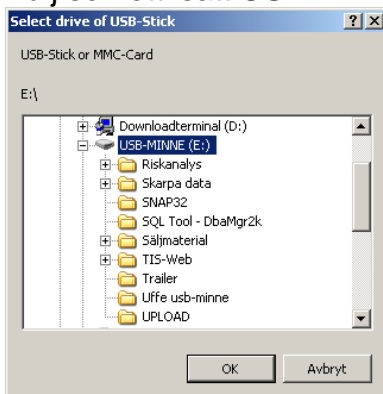 Select drive of USB-Stick
USB-Stick or MMC-Card
E:\
Downloadterminal (D:)
USB-MINNE (E:)
Riskanalys
Skarpa data
SNAP32
SQL Tool - DbaMgr2k
Säljmaterial
TIS-Web
Trailer
Uffe usb-minne
UPLOAD
OK
Avbryt